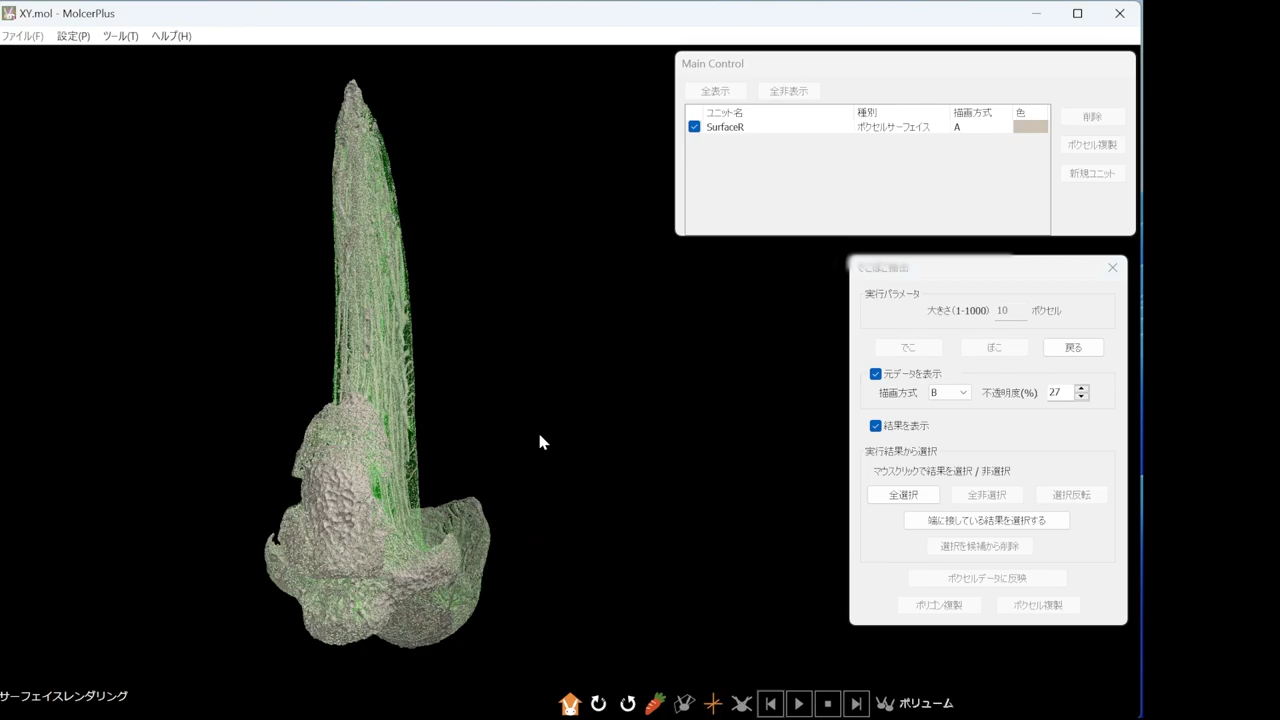 XY.mol - MolcerPlus
ファイル(F) 設定(P) ツール(T) ヘルプ(H)
Main Control
全表示 全非表示
ユニット名 種別 描画方式 色
SurfaceR ボクセルサーフェイス A
削除
ボクセル複製
新規ユニット
でこぼこ抽出
実行パラメータ
大きさ(1-1000) 10 ボクセル
でこ ぼこ 戻る
元データを表示
描画方式 B 不透明度(%) 27
結果を表示
実行結果から選択
マウスクリックで結果を選択 / 非選択
全選択 全非選択 選択反転
端に接している結果を選択する
選択を候補から削除
ボクセルデータに反映
ポリゴン複製 ボクセル複製
サーフェイスレンダリング
ボリューム